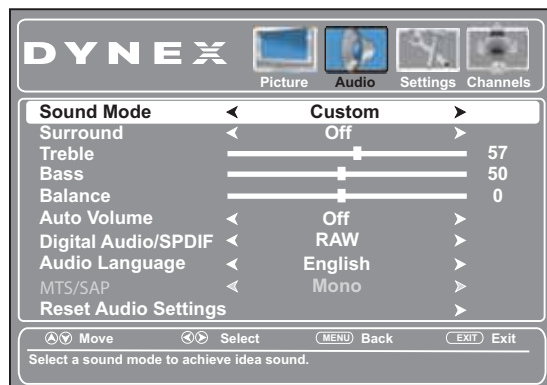 DYNEX
Picture Audio Settings Channels
Sound Mode Custom
Surround Off
Treble 57
Bass 50
Balance 0
Auto Volume Off
Digital Audio/SPDIF RAW
Audio Language English
MTS/SAP Mono
Reset Audio Settings
Move Select MENU Back EXIT Exit
Select a sound mode to achieve idea sound.